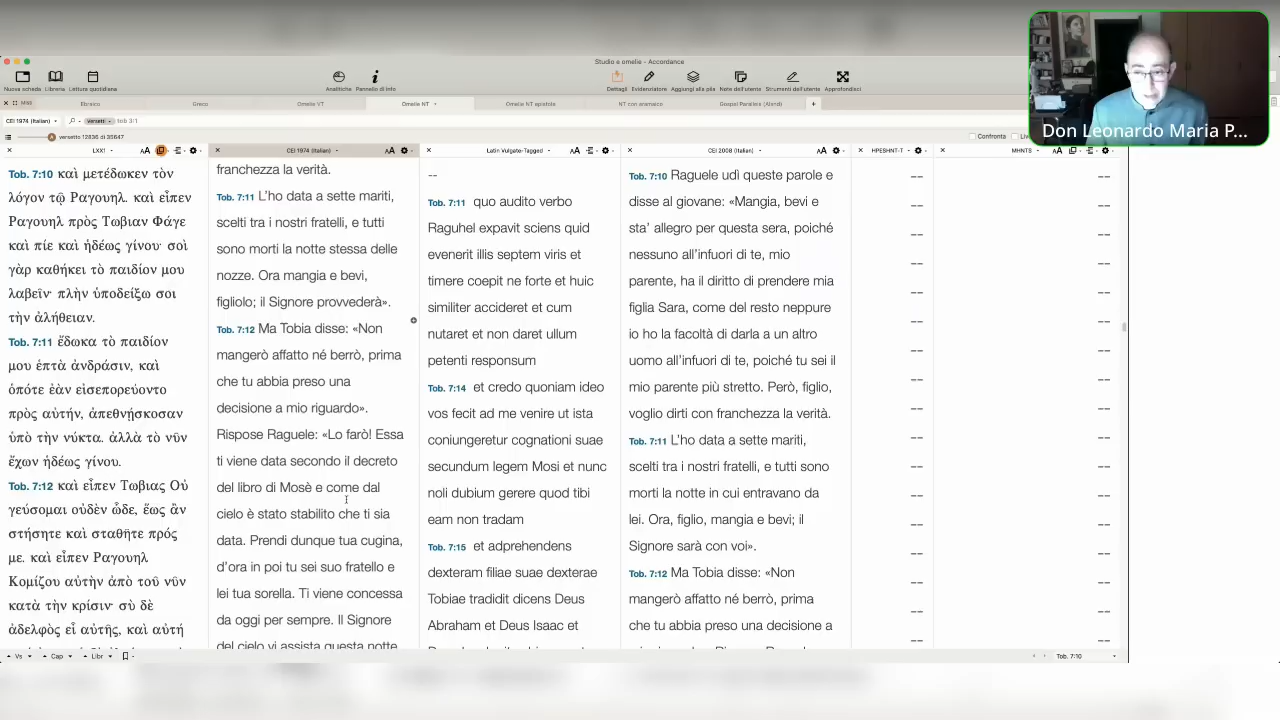 Don Leonardo Maria P...
Studio e omelie - Accordance
Nuova scheda
Libreria
Lettura quotidiana
Analitiche
Pannello di Info
Dettagli
Evidenziatore
Aggiungi alla pila
Note dell'utente
Strumenti dell'utente
Approfondisci
Ebraico
Greco
Omelie VT
Omelie NT
Omelie NT epistola
NT con aramaico
Gospel Parallels (Aland)
+
CEI 1974 (Italian)
versetti
tob 3:1
versetto 12836 di 35647
Confronta
LXX1
CEI 1974 (Italian)
Latin Vulgate-Tagged
CEI 2008 (Italian)
HPESHNT-T
MHNTS
Tob. 7:10 καὶ μετέδωκεν τὸν
λόγον τῷ Ραγουηλ. καὶ εἶπεν
Ραγουηλ πρὸς Τωβιαν Φάγε
καὶ πίε καὶ ἡδέως γίνου· σοὶ
γὰρ καθήκει τὸ παιδίον μου
λαβεῖν· πλὴν ὑποδείξω σοι
τὴν ἀλήθειαν.
Tob. 7:11 ἔδωκα τὸ παιδίον
μου ἑπτὰ ἀνδράσιν, καὶ
ὁπότε ἐὰν εἰσεπορεύοντο
πρὸς αὐτήν, ἀπεθνῄσκοσαν
ὑπὸ τὴν νύκτα. ἀλλὰ τὸ νῦν
ἔχων ἡδέως γίνου.
Tob. 7:12 καὶ εἶπεν Τωβιας Οὐ
γεύσομαι οὐδὲν ὧδε, ἕως ἂν
στήσητε καὶ σταθῆτε πρός
με. καὶ εἶπεν Ραγουηλ
Κομίζου αὐτὴν ἀπὸ τοῦ νῦν
κατὰ τὴν κρίσιν· σὺ δὲ
ἀδελφὸς εἶ αὐτῆς, καὶ αὐτή
franchezza la verità.
Tob. 7:11 L'ho data a sette mariti,
scelti tra i nostri fratelli, e tutti
sono morti la notte stessa delle
nozze. Ora mangia e bevi,
figliolo; il Signore provvederà».
Tob. 7:12 Ma Tobia disse: «Non
mangerò affatto né berrò, prima
che tu abbia preso una
decisione a mio riguardo».
Rispose Raguele: «Lo farò! Essa
ti viene data secondo il decreto
del libro di Mosè e come dal
cielo è stato stabilito che ti sia
data. Prendi dunque tua cugina,
d'ora in poi tu sei suo fratello e
lei tua sorella. Ti viene concessa
da oggi per sempre. Il Signore
del cielo vi assista questa notte
--
Tob. 7:11 quo audito verbo
Raguhel expavit sciens quid
evenerit illis septem viris et
timere coepit ne forte et huic
similiter accideret et cum
nutaret et non daret ullum
petenti responsum
Tob. 7:14 et credo quoniam ideo
vos fecit ad me venire ut ista
coniungeretur cognationi suae
secundum legem Mosi et nunc
noli dubium gerere quod tibi
eam non tradam
Tob. 7:15 et adprehendens
dexteram filiae suae dexterae
Tobiae tradidit dicens Deus
Abraham et Deus Isaac et
Tob. 7:10 Raguele udì queste parole e
disse al giovane: «Mangia, bevi e
sta' allegro per questa sera, poiché
nessuno all'infuori di te, mio
parente, ha il diritto di prendere mia
figlia Sara, come del resto neppure
io ho la facoltà di darla a un altro
uomo all'infuori di te, poiché tu sei il
mio parente più stretto. Però, figlio,
voglio dirti con franchezza la verità.
Tob. 7:11 L'ho data a sette mariti,
scelti tra i nostri fratelli, e tutti sono
morti la notte in cui entravano da
lei. Ora, figlio, mangia e bevi; il
Signore sarà con voi».
Tob. 7:12 Ma Tobia disse: «Non
mangerò affatto né berrò, prima
che tu abbia preso una decisione a
Vs
Cap
Libr
Tob. 7:10